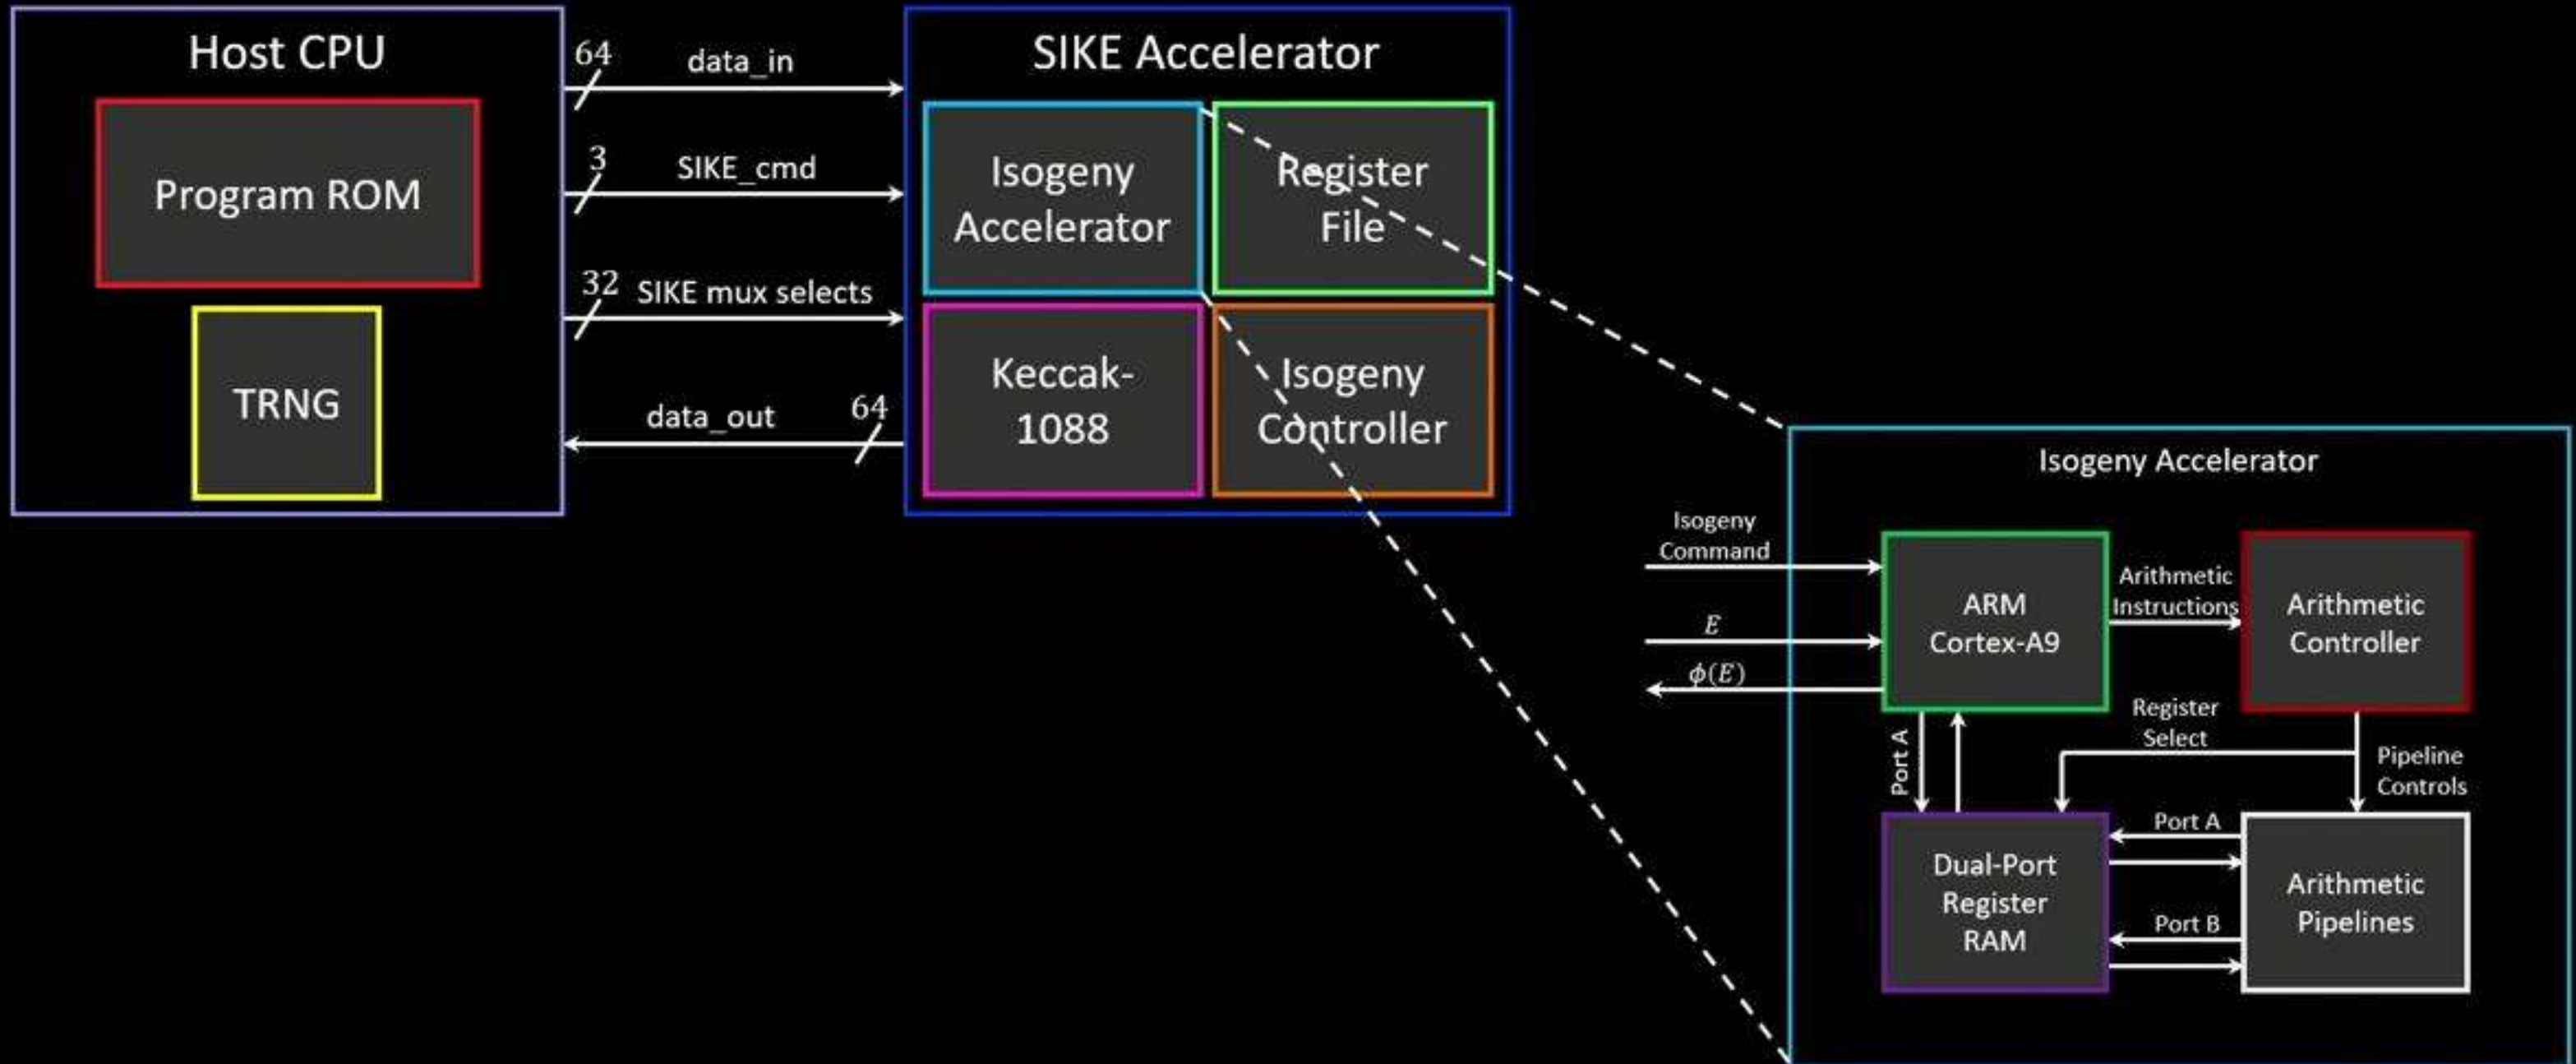 Host CPU
Program ROM
TRNG
64
data_in
3
SIKE_cmd
32
SIKE mux selects
data_out
64
SIKE Accelerator
Isogeny
Accelerator
Register
File
Keccak-
1088
Isogeny
Controller
Isogeny Accelerator
Isogeny
Command
E
ϕ(E)
ARM
Cortex-A9
Arithmetic
Instructions
Arithmetic
Controller
Register
Select
Port A
Pipeline
Controls
Dual-Port
Register
RAM
Port A
Port B
Arithmetic
Pipelines